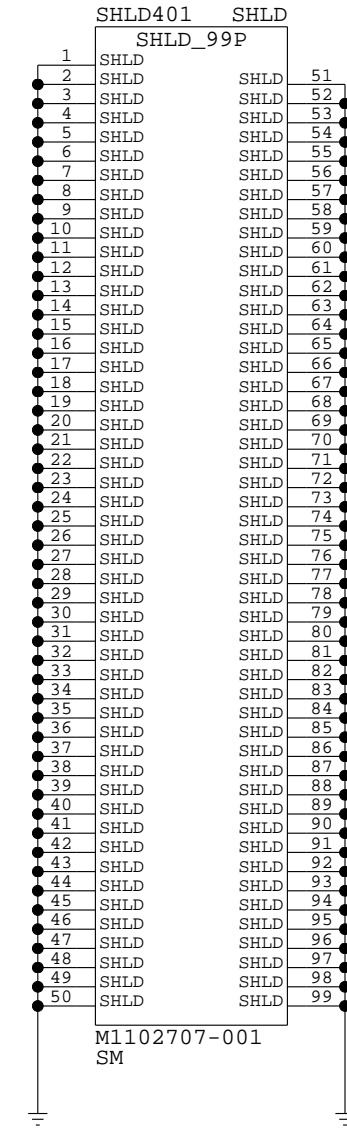 SHLD401 SHLD
SHLD_99P
1 SHLD
2 SHLD SHLD 51
3 SHLD SHLD 52
4 SHLD SHLD 53
5 SHLD SHLD 54
6 SHLD SHLD 55
7 SHLD SHLD 56
8 SHLD SHLD 57
9 SHLD SHLD 58
10 SHLD SHLD 59
11 SHLD SHLD 60
12 SHLD SHLD 61
13 SHLD SHLD 62
14 SHLD SHLD 63
15 SHLD SHLD 64
16 SHLD SHLD 65
17 SHLD SHLD 66
18 SHLD SHLD 67
19 SHLD SHLD 68
20 SHLD SHLD 69
21 SHLD SHLD 70
22 SHLD SHLD 71
23 SHLD SHLD 72
24 SHLD SHLD 73
25 SHLD SHLD 74
26 SHLD SHLD 75
27 SHLD SHLD 76
28 SHLD SHLD 77
29 SHLD SHLD 78
30 SHLD SHLD 79
31 SHLD SHLD 80
32 SHLD SHLD 81
33 SHLD SHLD 82
34 SHLD SHLD 83
35 SHLD SHLD 84
36 SHLD SHLD 85
37 SHLD SHLD 86
38 SHLD SHLD 87
39 SHLD SHLD 88
40 SHLD SHLD 89
41 SHLD SHLD 90
42 SHLD SHLD 91
43 SHLD SHLD 92
44 SHLD SHLD 93
45 SHLD SHLD 94
46 SHLD SHLD 95
47 SHLD SHLD 96
48 SHLD SHLD 97
49 SHLD SHLD 98
50 SHLD SHLD 99
M1102707-001
SM